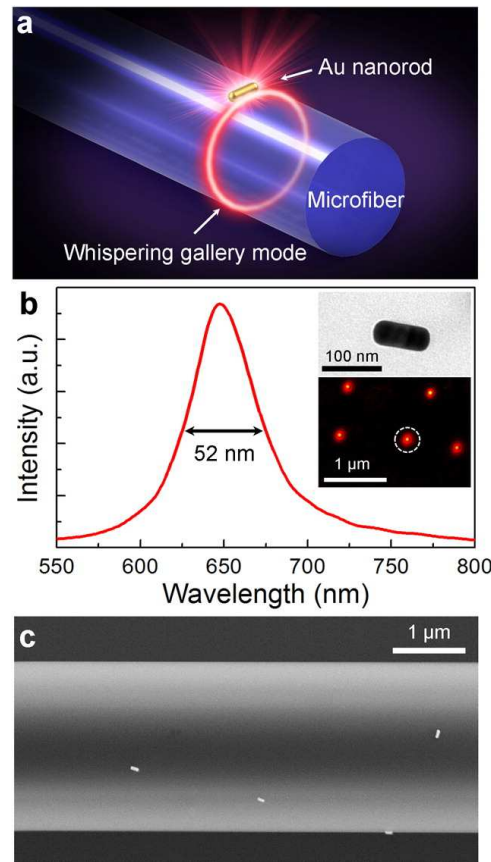 a
Au nanorod
Microfiber
Whispering gallery mode
b
Intensity (a.u.)
52 nm
100 nm
1 µm
550 600 650 700 750 800
Wavelength (nm)
c
1 µm